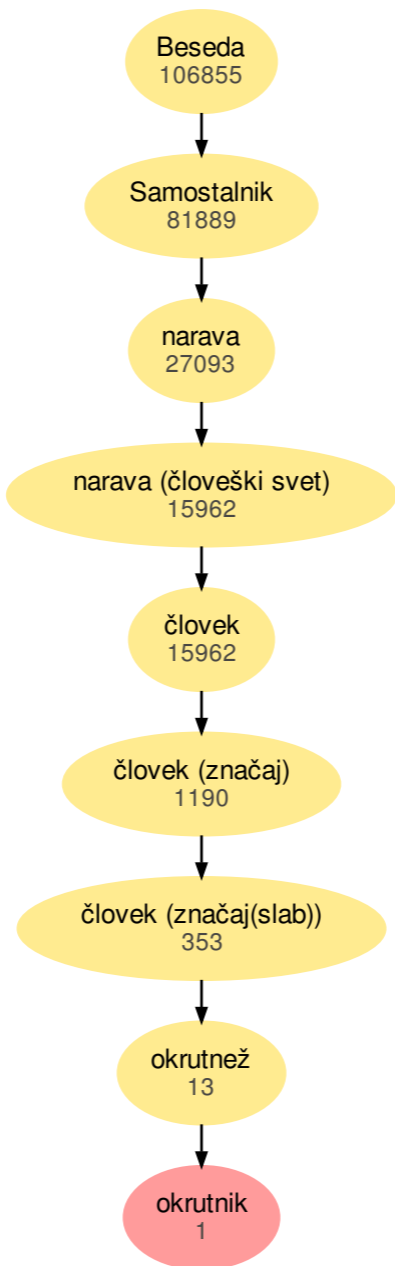 Beseda
106855
Samostalnik
81889
narava
27093
narava (človeški svet)
15962
človek
15962
človek (značaj)
1190
človek (značaj(slab))
353
okrutnež
13
okrutnik
1